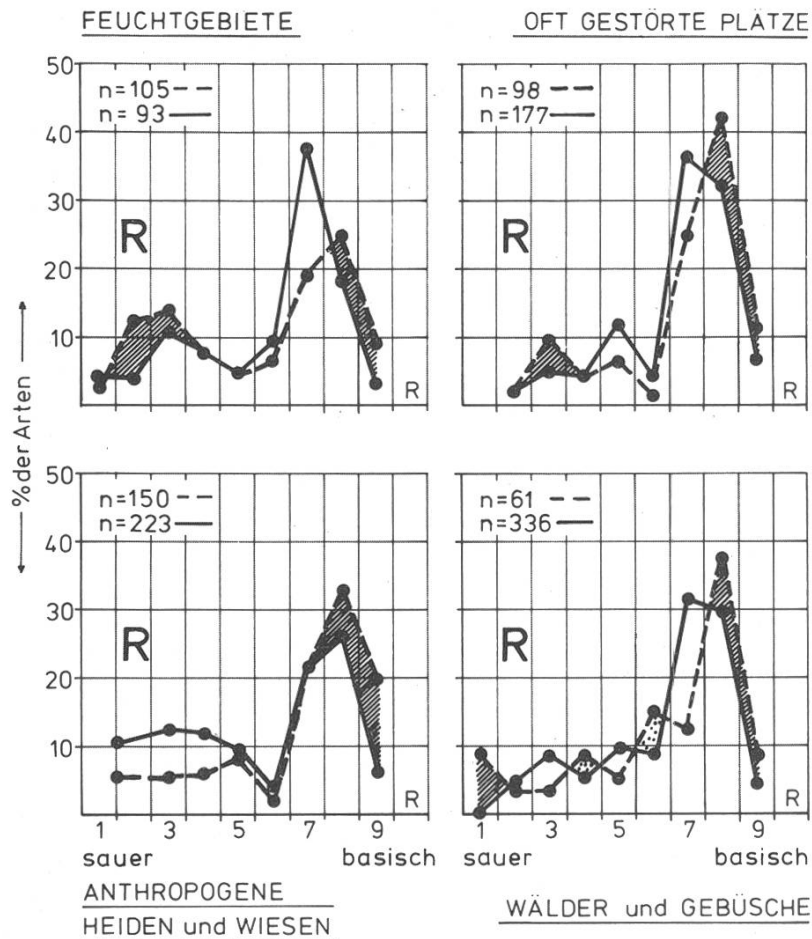 FEUCHTGEBIETE
OFT GESTÖRTE PLÄTZE
50
40
30
20
10
n=105
n= 93
R
R
n=98
n=177
R
R
% der Arten
50
40
30
20
10
n=150
n=223
R
n=61
n=336
R
R
R
1 3 5 7 9
1 3 5 7 9
sauer basisch
sauer basisch
ANTHROPOGENE
HEIDEN und WIESEN
WÄLDER und GEBÜSCHE